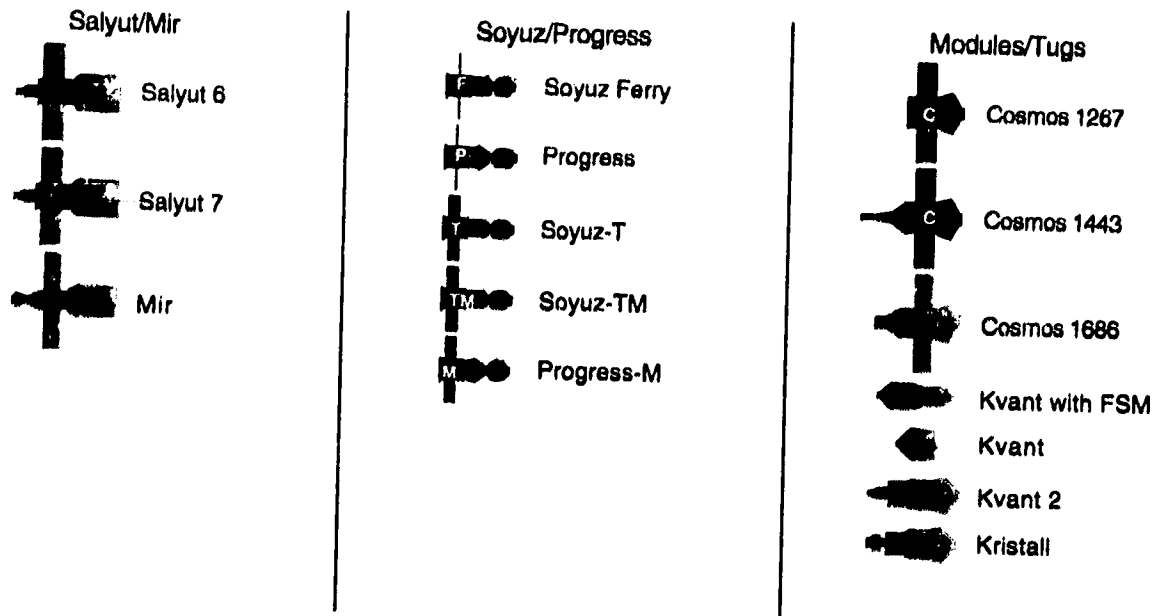 Salyut/Mir
Salyut 6
Salyut 7
Mir
Soyuz/Progress
F Soyuz Ferry
P Progress
T Soyuz-T
TM Soyuz-TM
M Progress-M
Modules/Tugs
C Cosmos 1267
C Cosmos 1443
Cosmos 1686
Kvant with FSM
Kvant
Kvant 2
Kristall